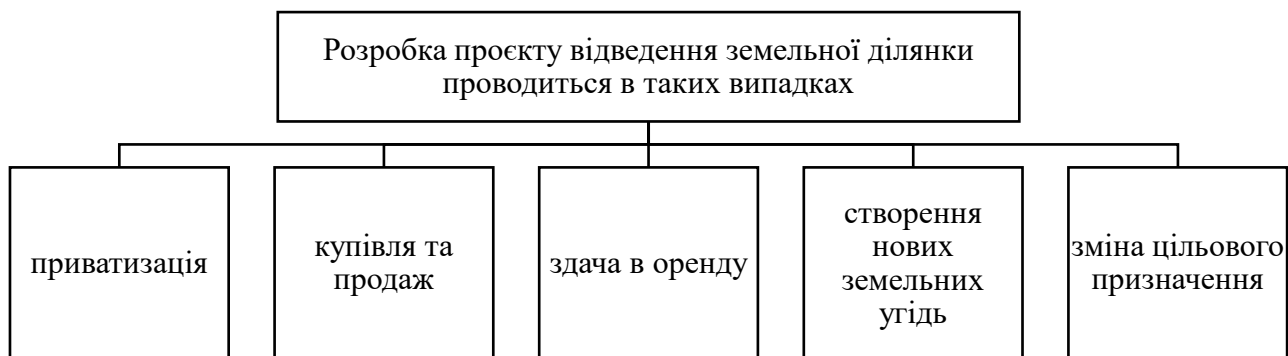 Розробка проєкту відведення земельної ділянки
проводиться в таких випадках
приватизація
купівля та
продаж
здача в оренду
створення
нових
земельних
угідь
зміна цільового
призначення